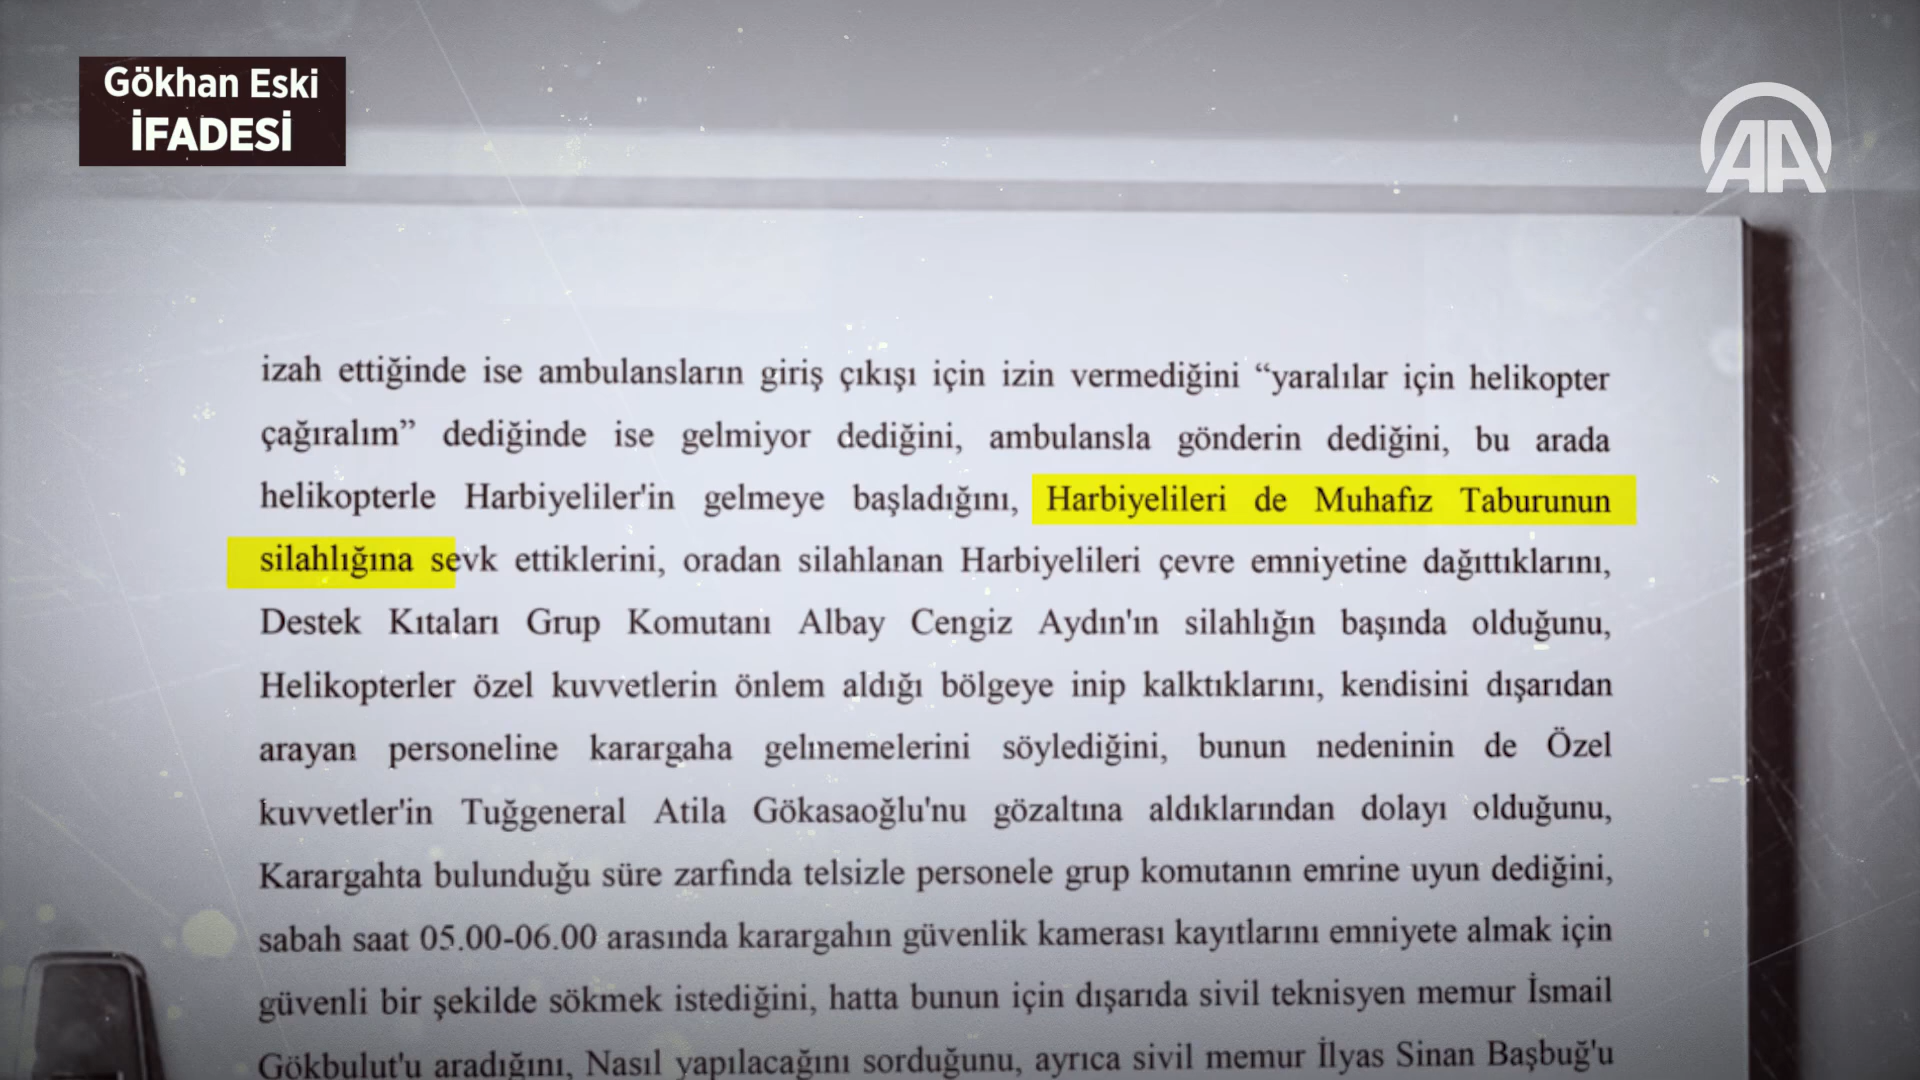 Gökhan Eski
İFADESİ
AA
izah ettiğinde ise ambulansların giriş çıkışı için izin vermediğini “yaralılar için helikopter
çağıralım” dediğinde ise gelmiyor dediğini, ambulansla gönderin dediğini, bu arada
helikopterle Harbiyeliler'in gelmeye başladığını, Harbiyelileri de Muhafız Taburunun
silahlığına sevk ettiklerini, oradan silahlanan Harbiyelileri çevre emniyetine dağıttıklarını,
Destek Kıtaları Grup Komutanı Albay Cengiz Aydın'ın silahlığın başında olduğunu,
Helikopterler özel kuvvetlerin önlem aldığı bölgeye inip kalktıklarını, kendisini dışarıdan
arayan personeline karargaha gelmemelerini söylediğini, bunun nedeninin de Özel
kuvvetler'in Tuğgeneral Atila Gökasaoğlu'nu gözaltına aldıklarından dolayı olduğunu,
Karargahta bulunduğu süre zarfında telsizle personele grup komutanın emrine uyun dediğini,
sabah saat 05.00-06.00 arasında karargahın güvenlik kamerası kayıtlarını emniyete almak için
güvenli bir şekilde sökmek istediğini, hatta bunun için dışarıda sivil teknisyen memur İsmail
Gökbulut'u aradığını, Nasıl yapılacağını sorduğunu, ayrıca sivil memur İlyas Sinan Başbuğ'u